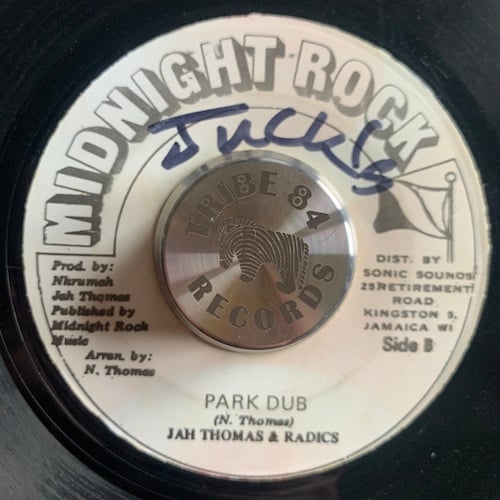 MIDNIGHT ROCK
Juck's
TRIBE 84
RECORDS
Prod. by:
Nkrumah
Jah Thomas
Published by
Midnight Rock
Music
Arran. by:
N. Thomas
DIST. BY
SONIC SOUNDS
25 RETIREMENT
ROAD
KINGSTON 5,
JAMAICA WI
Side B
PARK DUB
(N. Thomas)
JAH THOMAS & RADICS